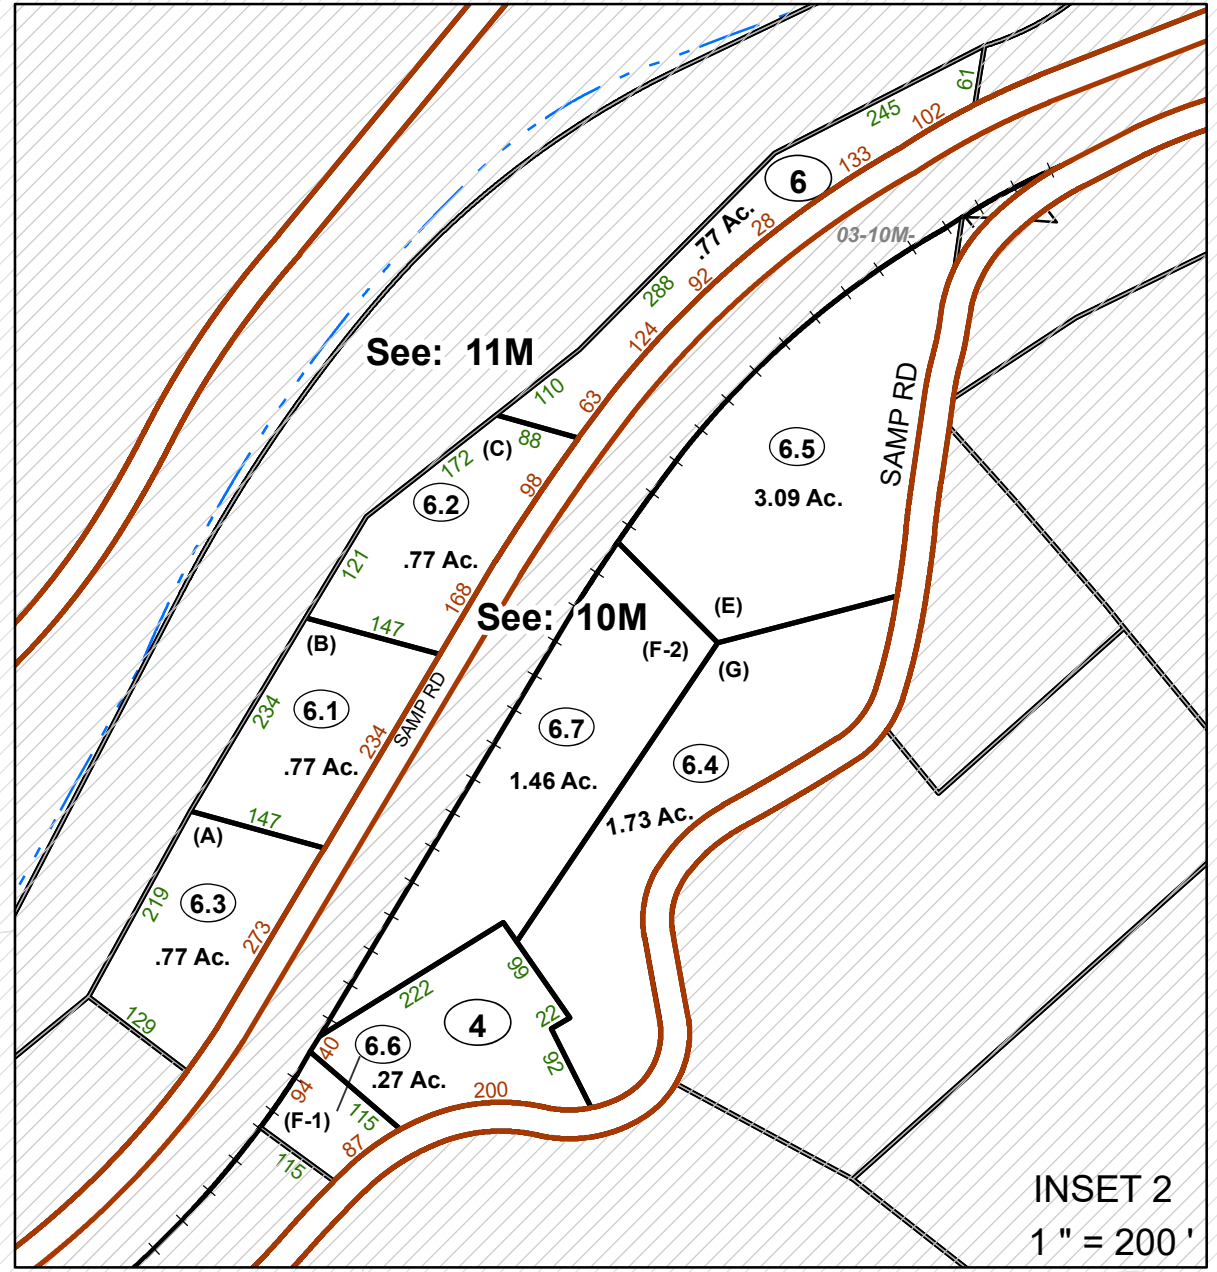 61
245
102
133
6
.77 Ac.
28
03-10M-
288
92
124
See: 11M
110
63
SAMP RD
88
(C)
172
98
6.5
3.09 Ac.
6.2
.77 Ac.
121
168
See: 10M
(E)
147
(B)
(F-2)
(G)
234
6.1
234
SAMP RD
.77 Ac.
6.7
1.46 Ac.
6.4
1.73 Ac.
147
(A)
219
6.3
273
.77 Ac.
99
222
129
22
4
40
6.6
92
.27 Ac.
94
200
(F-1)
115
87
115
INSET 2
1 " = 200 '